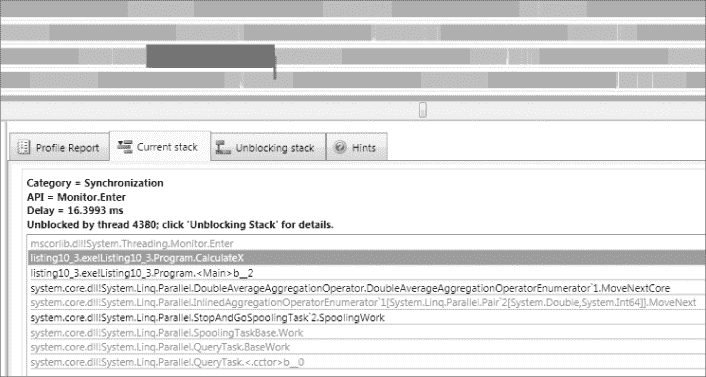 Profile Report
Current stack
Unblocking stack
Hints
Category = Synchronization
API = Monitor.Enter
Delay = 16.3993 ms
Unblocked by thread 4380; click 'Unblocking Stack' for details.
mscorlib.dll!System.Threading.Monitor.Enter
listing10_3.exe!Listing10_3.Program.CalculateX
listing10_3.exe!Listing10_3.Program.<Main>b__2
system.core.dll!System.Linq.Parallel.DoubleAverageAggregationOperator.DoubleAverageAggregationOperatorEnumerator`1.MoveNextCore
system.core.dll!System.Linq.Parallel.InlinedAggregationOperatorEnumerator`1[System.Linq.Parallel.Pair`2[System.Double,System.Int64]].MoveNext
system.core.dll!System.Linq.Parallel.StopAndGoSpoolingTask`2.SpoolingWork
system.core.dll!System.Linq.Parallel.SpoolingTaskBase.Work
system.core.dll!System.Linq.Parallel.QueryTask.BaseWork
system.core.dll!System.Linq.Parallel.QueryTask.<.cctor>b__0